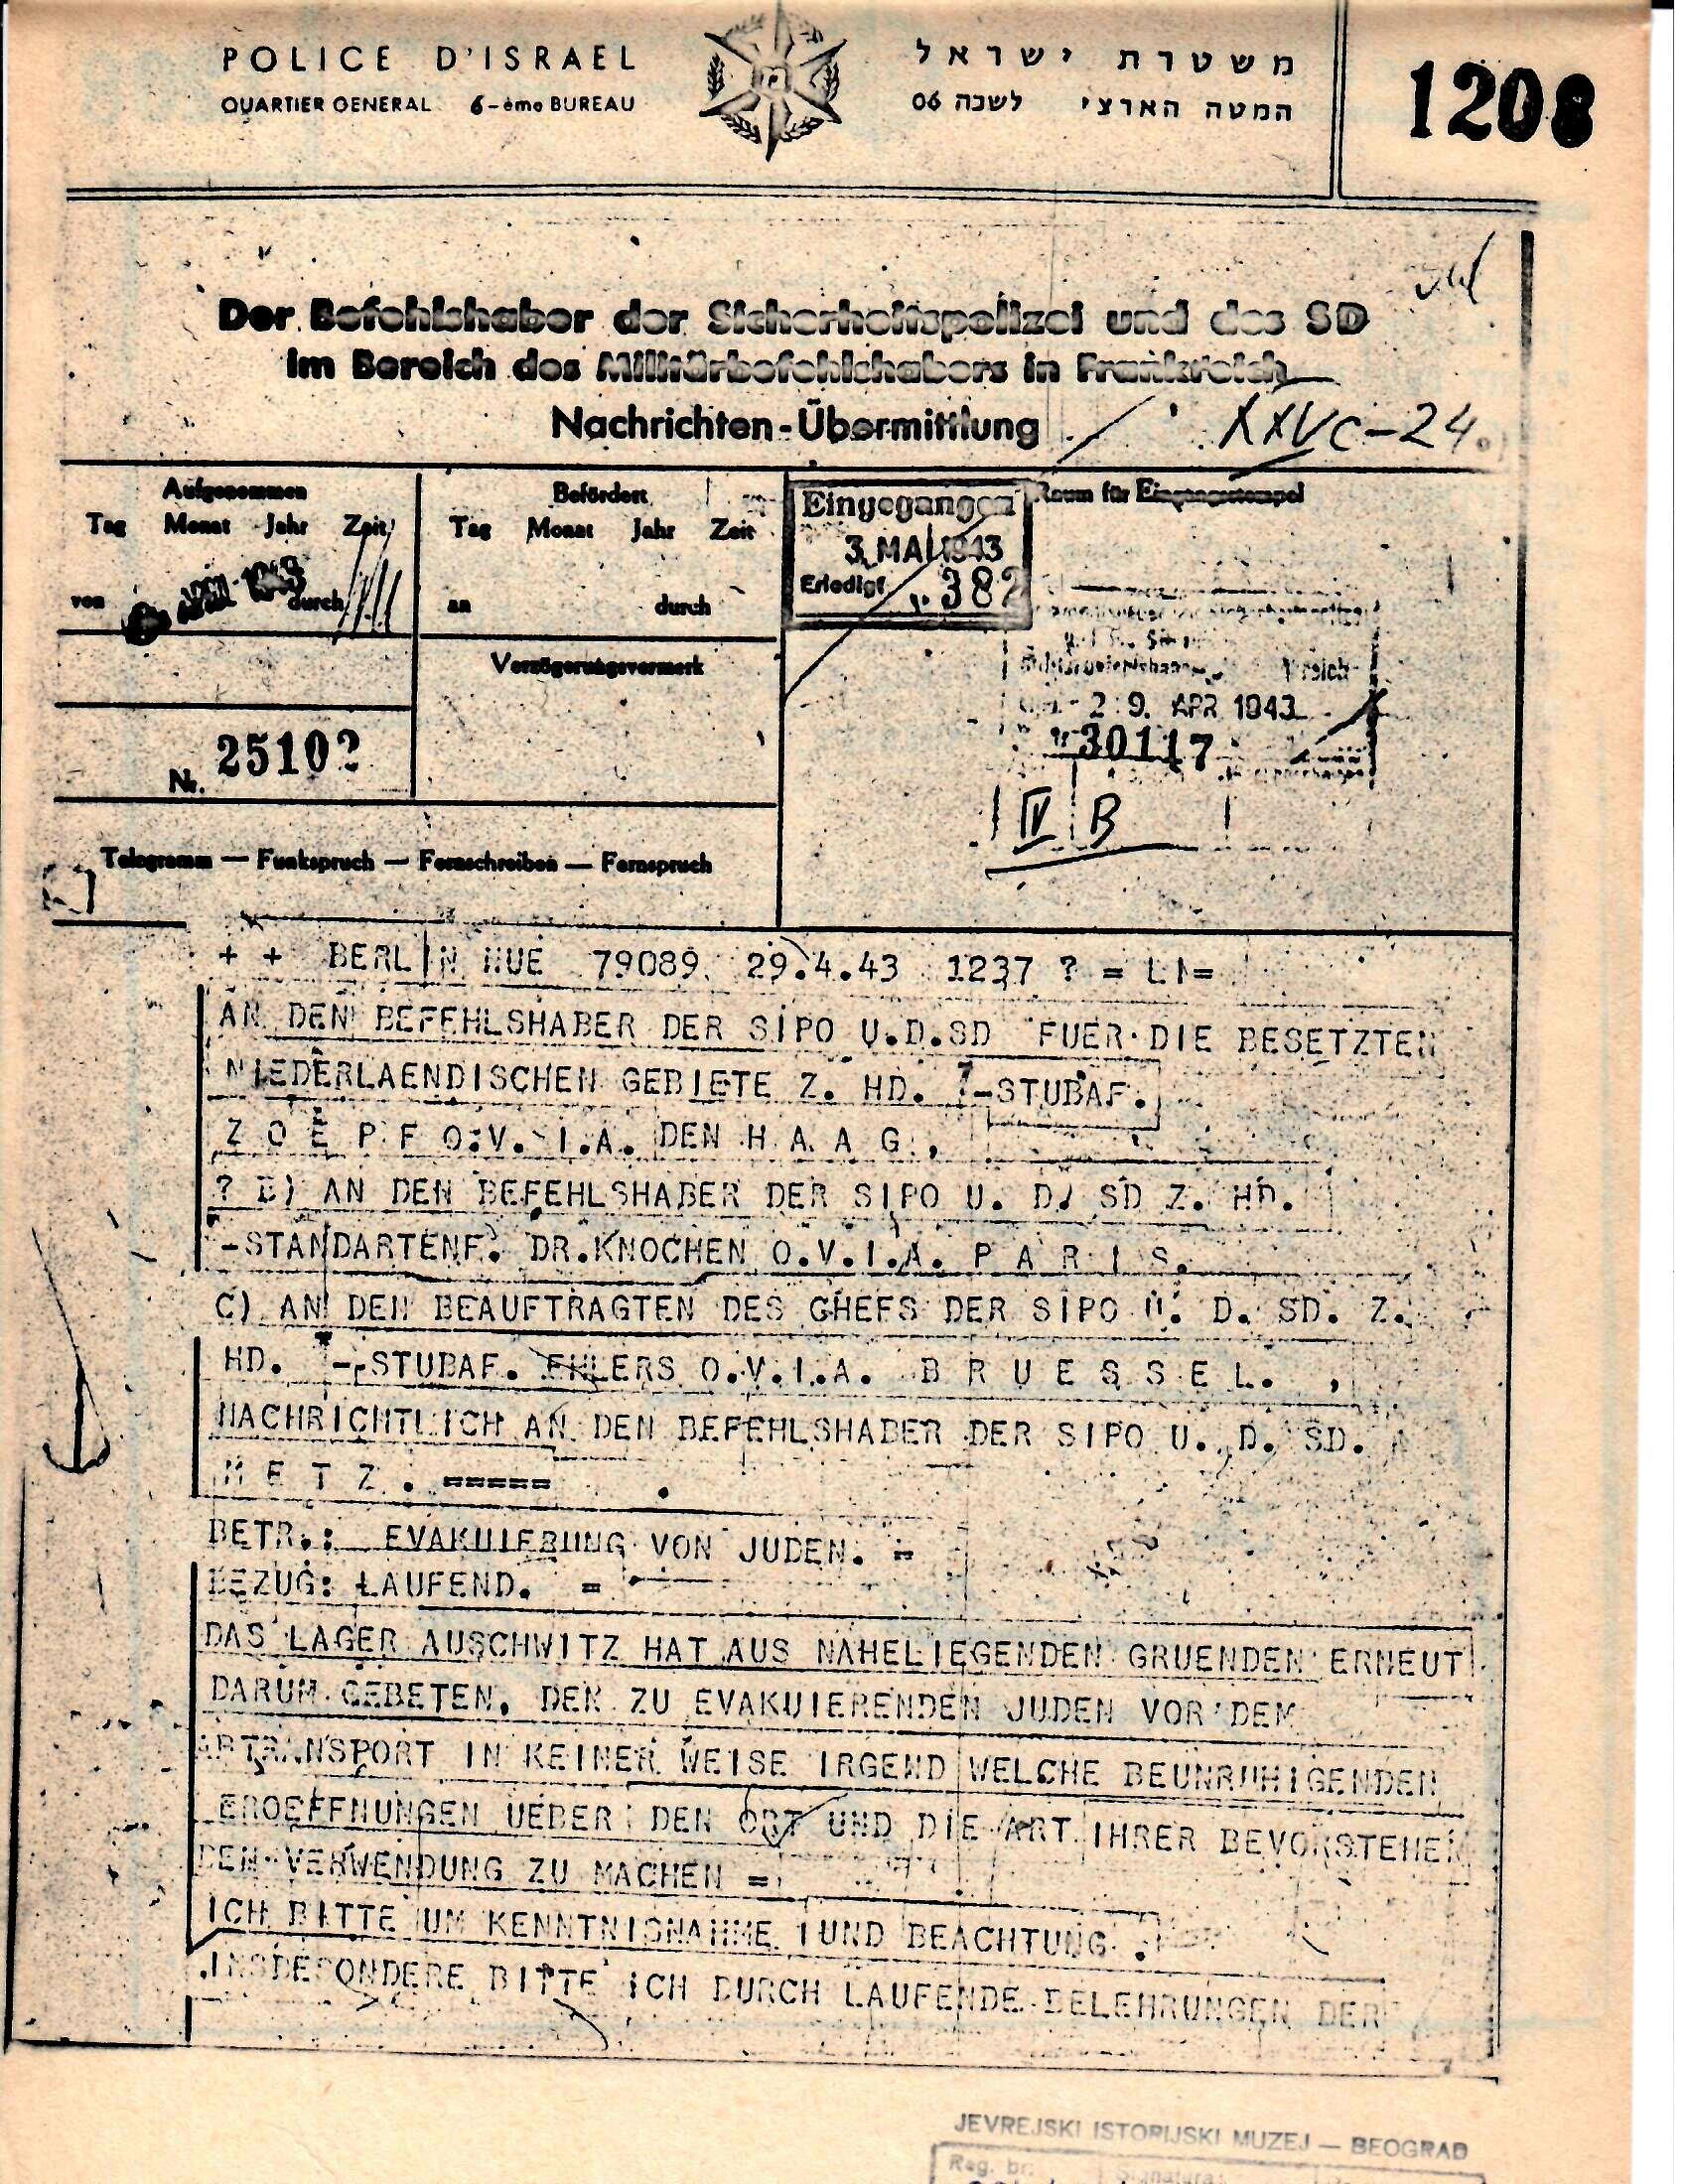 POLICE D'ISRAEL
QUARTIER GENERAL 6-ème BUREAU
משטרת ישראל
המטה הארצי לשכה 06
1208
Der Befehlshaber der Sicherheitspolizei und des SD
im Bereich des Militärbefehlshabers in Frankreich
Nachrichten-Übermittlung
XXVc-24
Aufgenommen
Tag Monat Jahr Zeit
von durch
Befördert
Tag Monat Jahr Zeit
an durch
Verzögerungsvermerk
Eingegangen
3. MAI 1943
Erledigt 382
Raum für Eingangsstempel
29. APR 1943
30117
IV B
Nr. 25102
Telegramm — Funkspruch — Fernschreiben — Fernspruch
+ + BERLIN NUE 79089 29.4.43 1237 ? =
AN DEN BEFEHLSHABER DER SIPO U.D.SD FUER DIE BESETZTEN
NIEDERLAENDISCHEN GEBIETE Z. HD. -STUBAF.
Z O E P F O.V. I.A. DEN H A A G ,
? B) AN DEN BEFEHLSHABER DER SIPO U. D. SD Z. HD.
-STANDARTENF. DR.KNOCHEN O.V.I.A. P A R I S.
C) AN DEN BEAUFTRAGTEN DES CHEFS DER SIPO U. D. SD. Z.
HD. -STUBAF. EHLERS O.V.I.A. B R U E S S E L. ,
NACHRICHTLICH AN DEN BEFEHLSHABER DER SIPO U. D. SD.
M E T Z . =====
BETR.: EVAKUIERUNG VON JUDEN. =
BEZUG: LAUFEND. =
DAS LAGER AUSCHWITZ HAT AUS NAHELIEGENDEN GRUENDEN ERNEUT
DARUM GEBETEN, DEN ZU EVAKUIERENDEN JUDEN VOR DEM
ABTRANSPORT IN KEINER WEISE IRGEND WELCHE BEUNRUHIGENDEN
EROEFFNUNGEN UEBER DEN ORT UND DIE ART IHRER BEVORSTEHEN
DEN VERWENDUNG ZU MACHEN =
ICH BITTE UM KENNTNISNAHME UND BEACHTUNG .
INSBESONDERE BITTE ICH DURCH LAUFENDE BELEHRUNGEN DER
JEVREJSKI ISTORIJSKI MUZEJ — BEOGRAD
Reg. br.